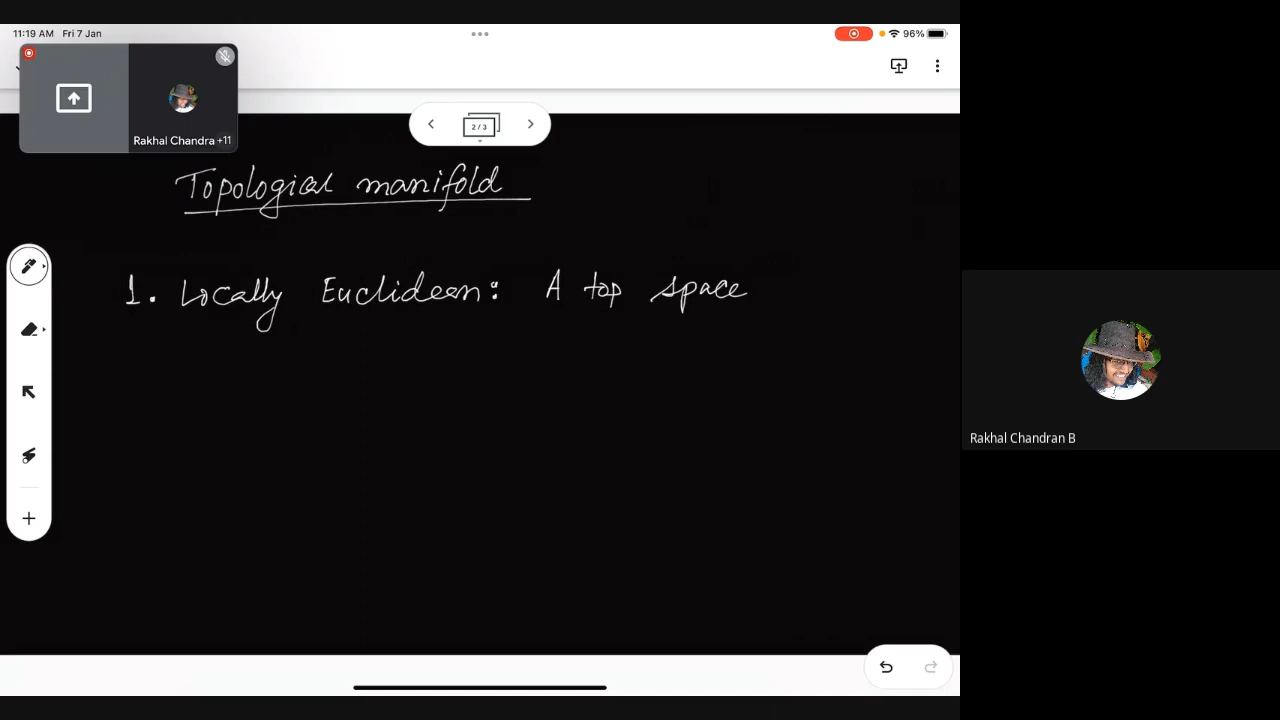 11:19 AM Fri 7 Jan
96%
Rakhal Chandra +11
2 / 3
Topological manifold
1. Locally Euclidean: A top space
Rakhal Chandran B